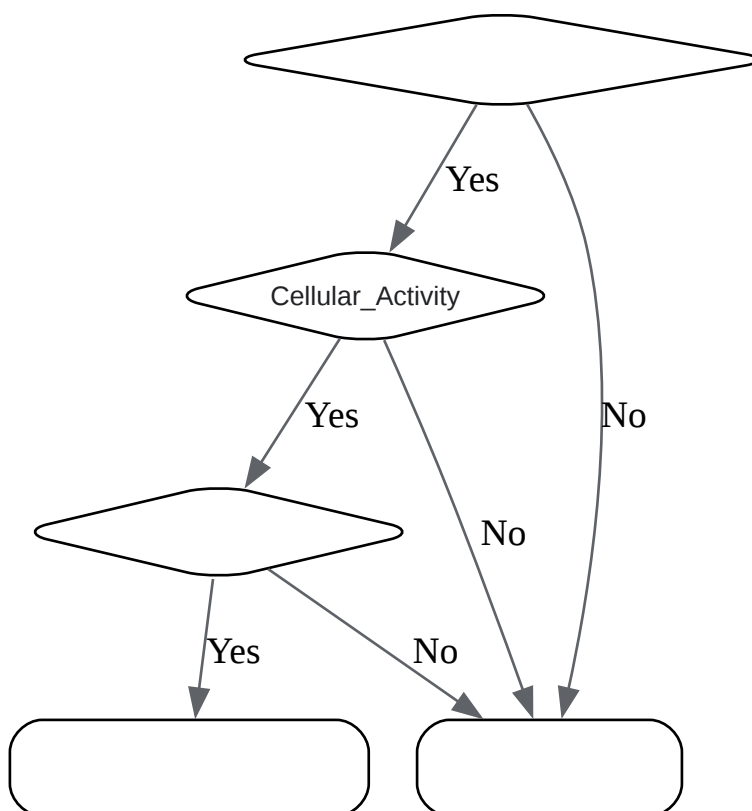 Yes
Cellular_Activity
Yes
No
No
Yes
No